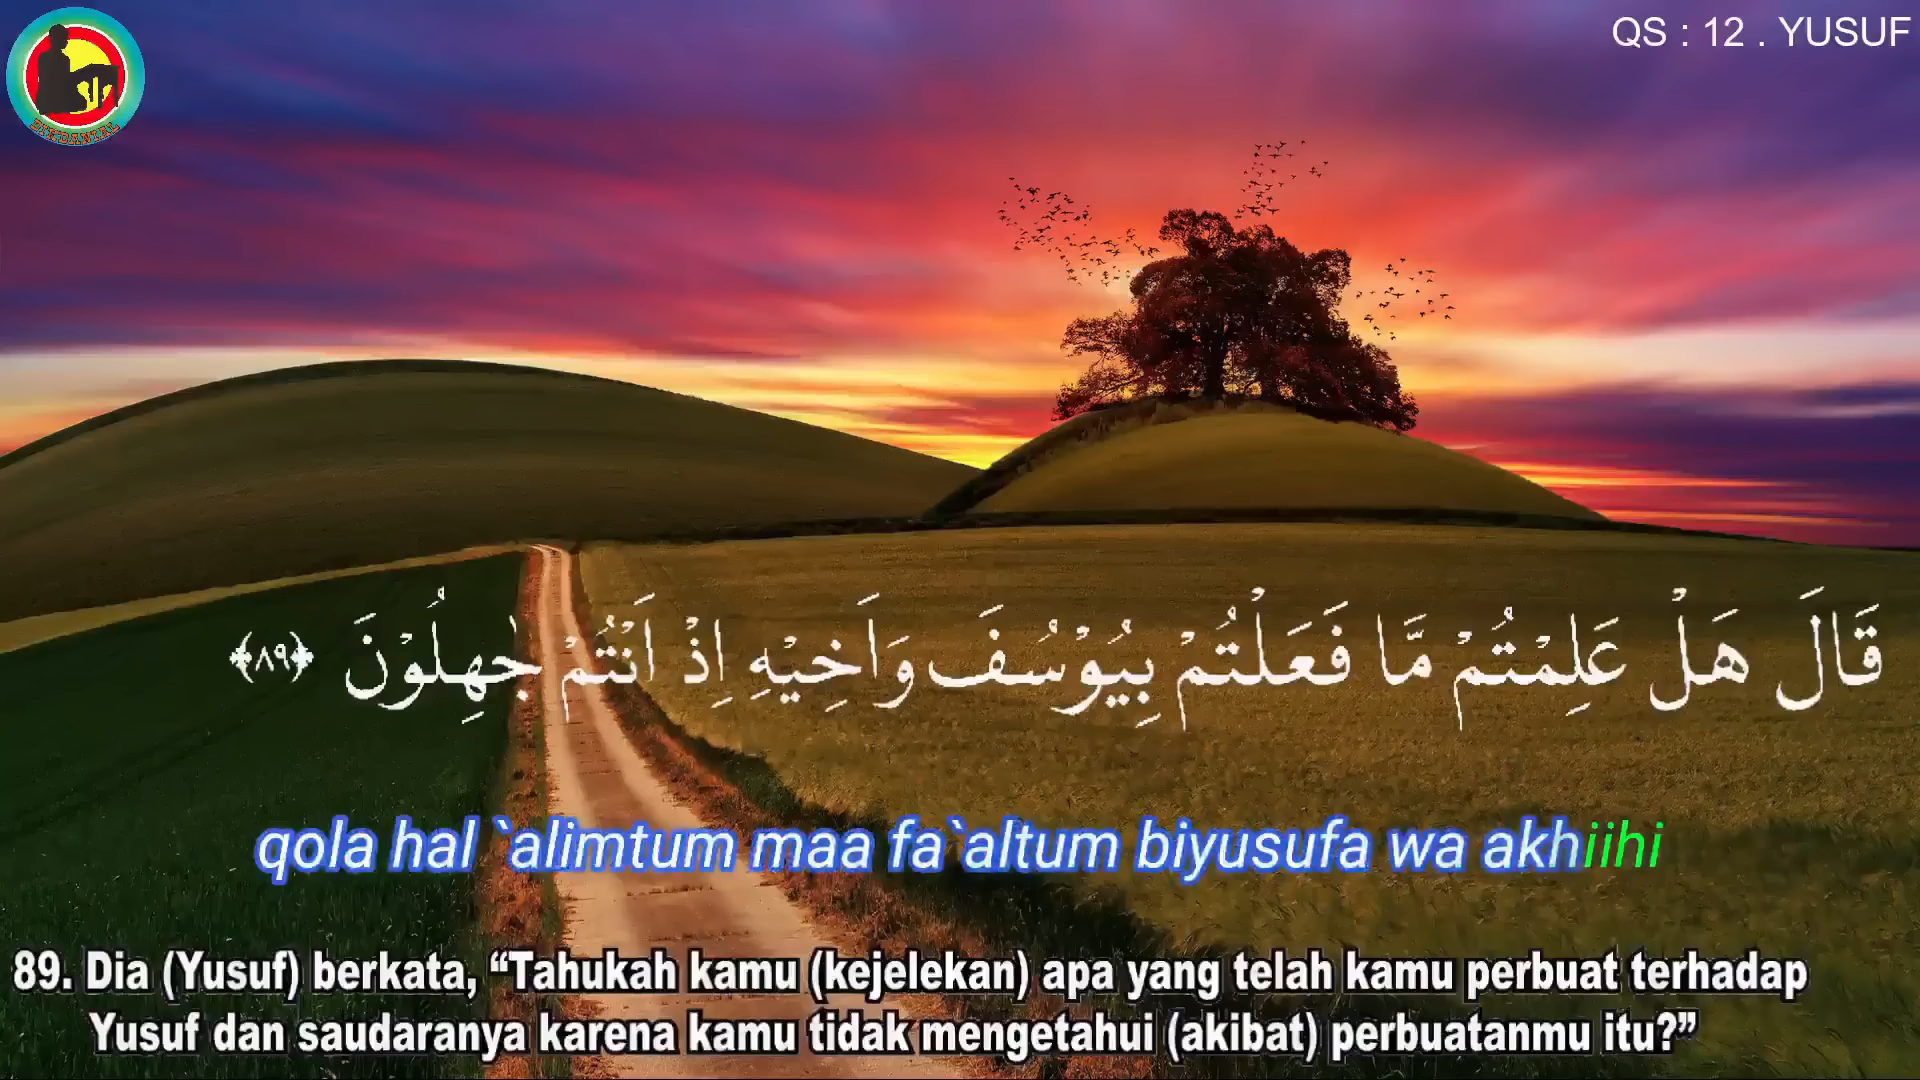 QS : 12 . YUSUF
DIMDANIAL
قَالَ هَلْ عَلِمْتُمْ مَّا فَعَلْتُمْ بِيُوْسُفَ وَاَخِيْهِ اِذْ اَنْتُمْ جٰهِلُوْنَ ﴿٨٩﴾
qola hal `alimtum maa fa`altum biyusufa wa akhiihi
89. Dia (Yusuf) berkata, “Tahukah kamu (kejelekan) apa yang telah kamu perbuat terhadap
Yusuf dan saudaranya karena kamu tidak mengetahui (akibat) perbuatanmu itu?”